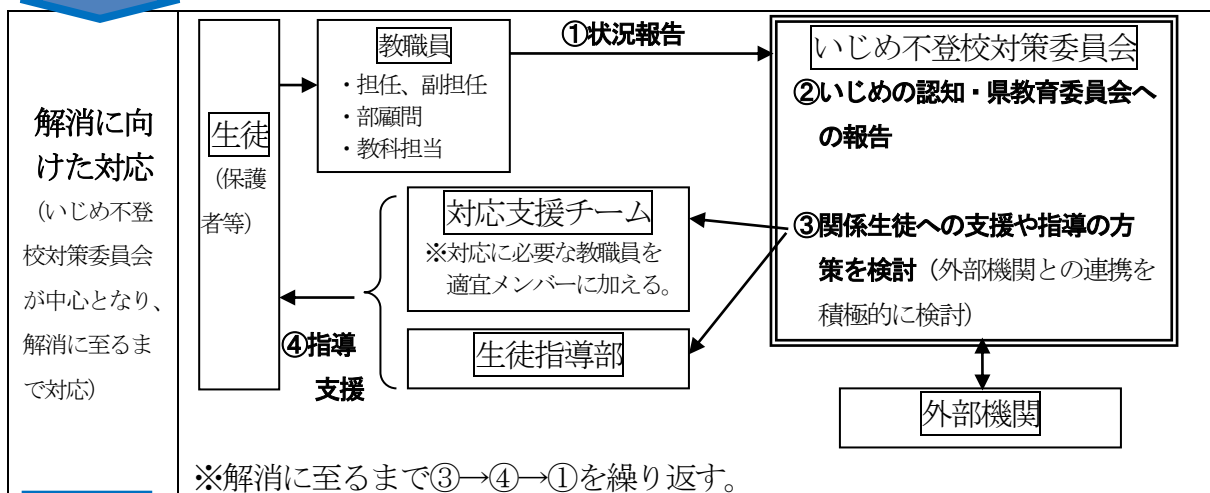 解消に向
けた対応
(いじめ不登
校対策委員会
が中心となり、
解消に至るま
で対応)
生徒
(保護
者等)
教職員
・担任、副担任
・部顧問
・教科担当
①状況報告
いじめ不登校対策委員会
②いじめの認知・県教育委員会へ
の報告
③関係生徒への支援や指導の方
策を検討(外部機関との連携を
積極的に検討)
対応支援チーム
※対応に必要な教職員を
適宜メンバーに加える。
生徒指導部
④指導
支援
外部機関
※解消に至るまで③→④→①を繰り返す。